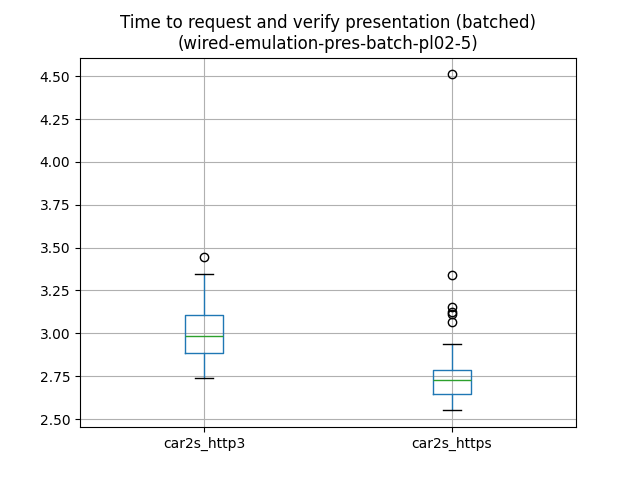 Time to request and verify presentation (batched)
(wired-emulation-pres-batch-pl02-5)
4.50
4.25
4.00
3.75
3.50
3.25
3.00
2.75
2.50
car2s_http3
car2s_https